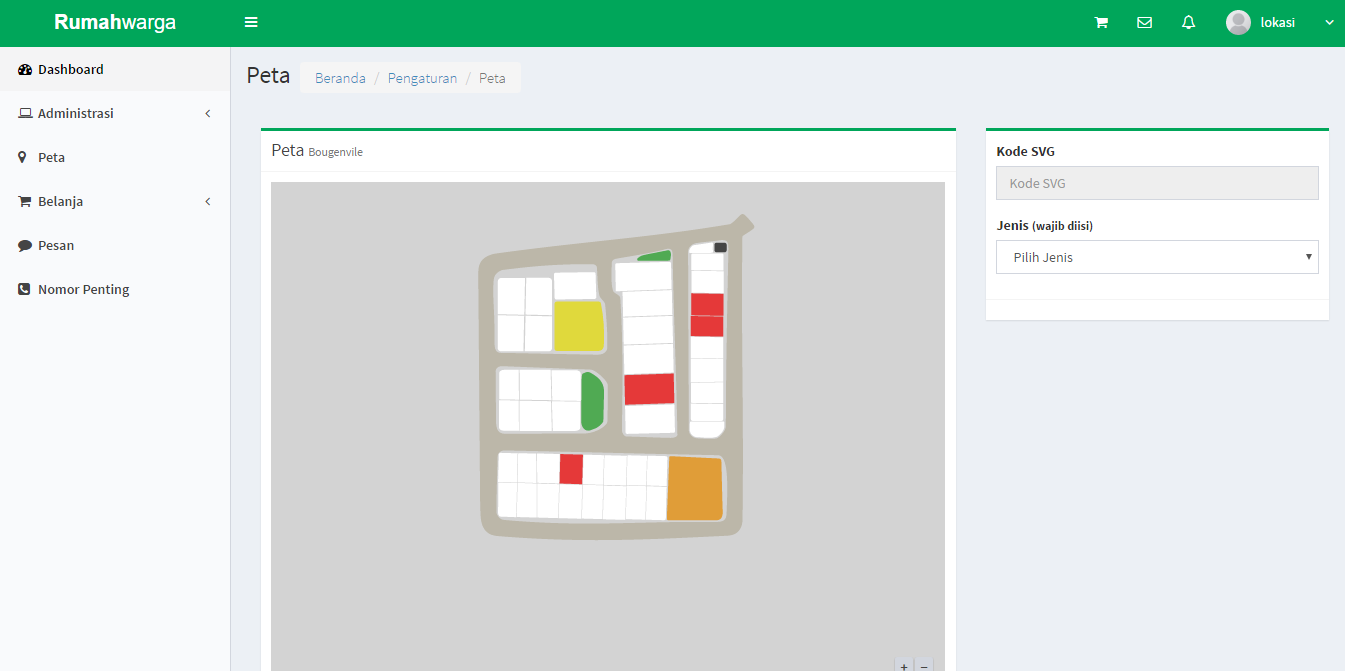 Rumahwarga
lokasi
Dashboard
Administrasi
Peta
Belanja
Pesan
Nomor Penting
Peta
Beranda / Pengaturan / Peta
Peta Bougenvile
+ −
Kode SVG
Kode SVG
Jenis (wajib diisi)
Pilih Jenis